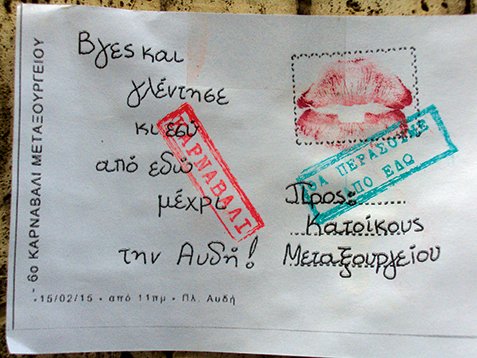 6ο ΚΑΡΝΑΒΑΛΙ ΜΕΤΑΞΟΥΡΓΕΙΟΥ
Βγες και
γλέντησε
κι εσύ
από εδώ
μέχρι
την Αυδή!
ΚΑΡΝΑΒΑΛΙ
ΘΑ ΠΕΡΑΣΟΥΜΕ
ΑΠΟ ΕΔΩ
Προς:
Κατοίκους
Μεταξουργείου
15/02/15 • από 11πμ • Πλ. Αυδή